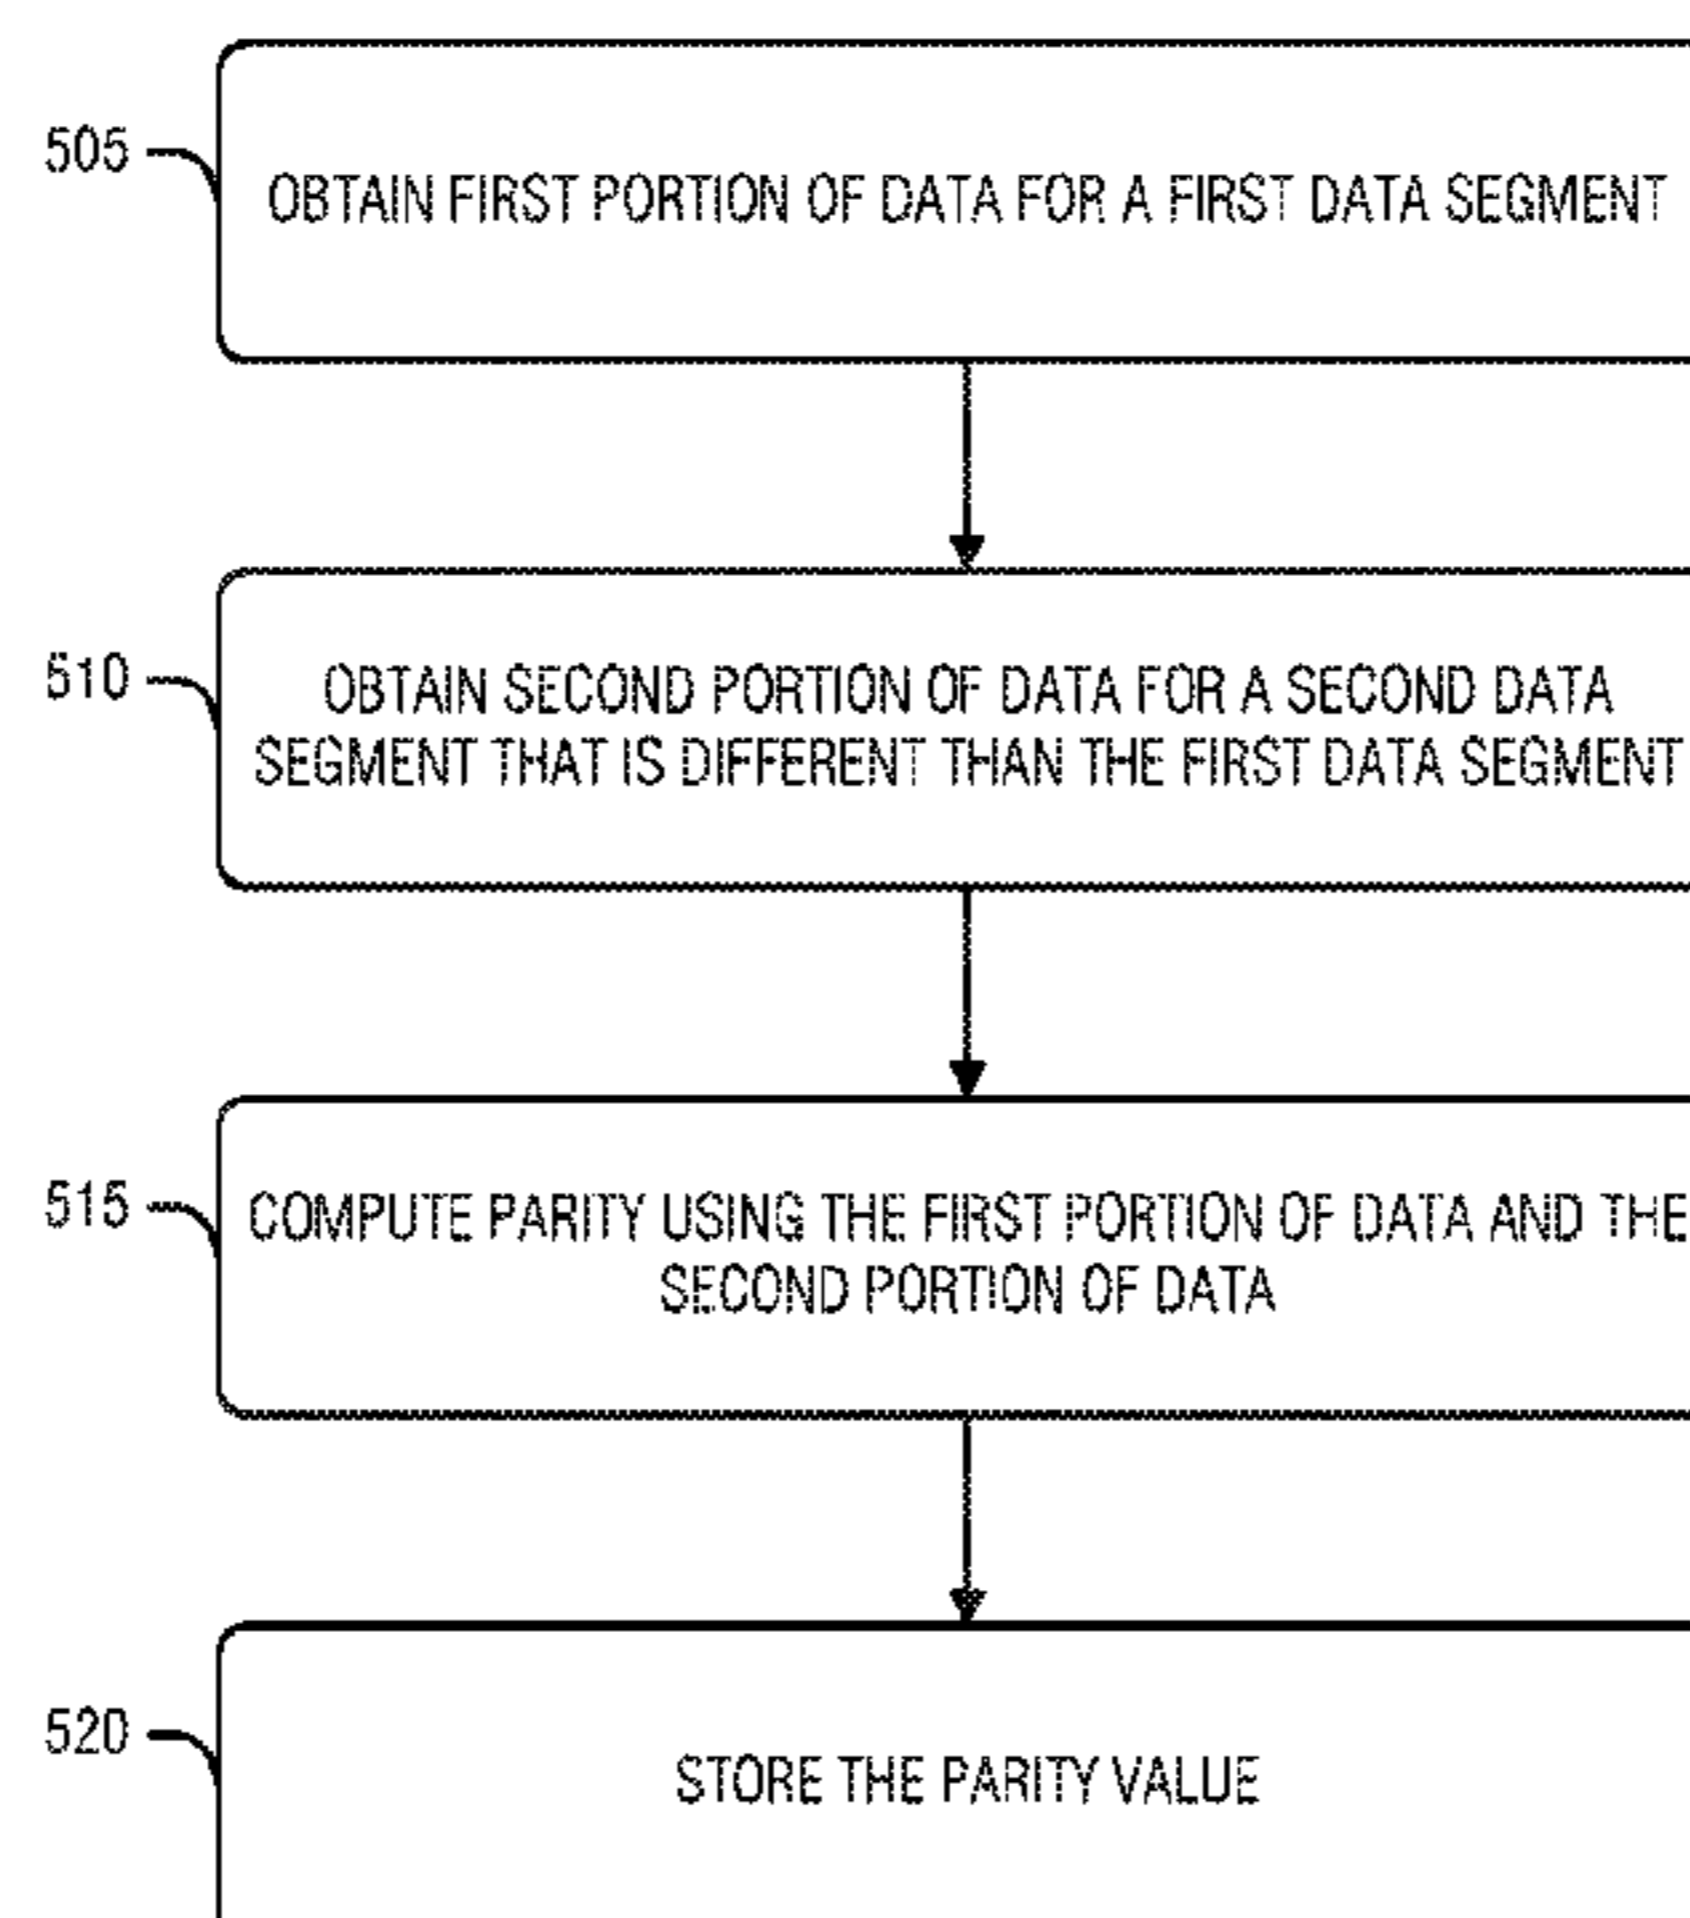 505
OBTAIN FIRST PORTION OF DATA FOR A FIRST DATA SEGMENT
510
OBTAIN SECOND PORTION OF DATA FOR A SECOND DATA
SEGMENT THAT IS DIFFERENT THAN THE FIRST DATA SEGMENT
515
COMPUTE PARITY USING THE FIRST PORTION OF DATA AND THE
SECOND PORTION OF DATA
520
STORE THE PARITY VALUE